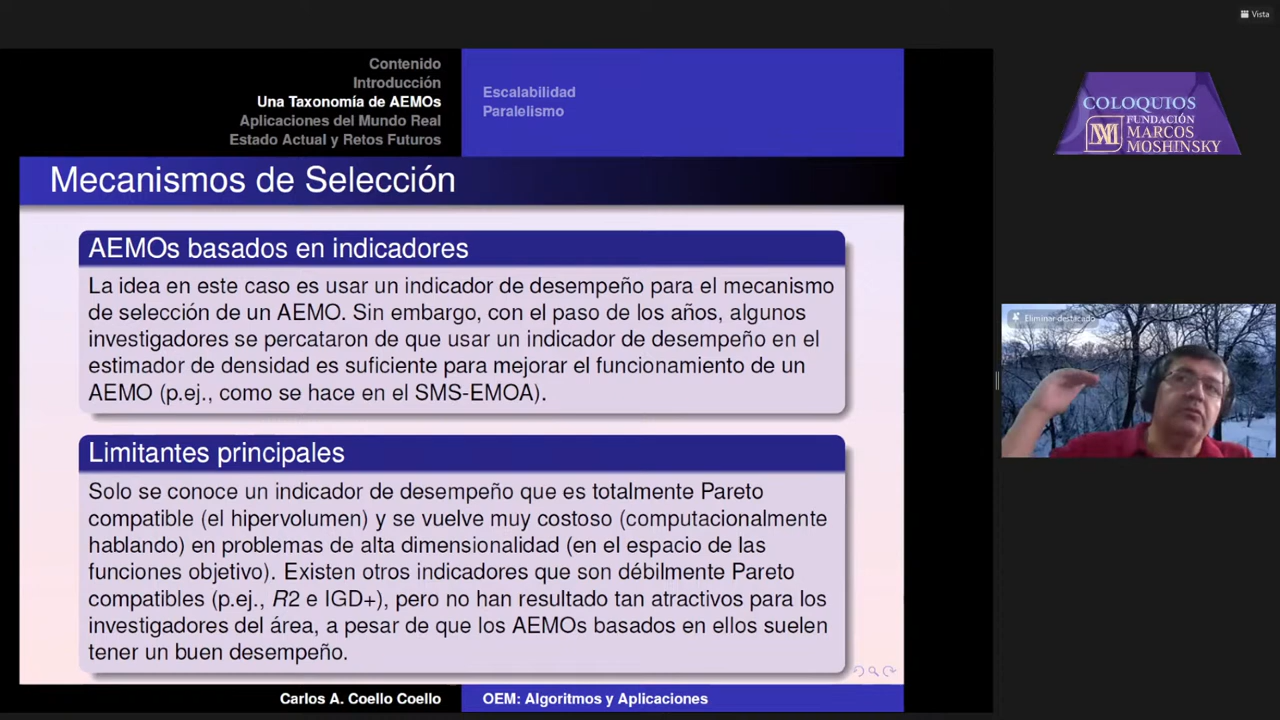 Vista
Contenido
Introducción
Una Taxonomía de AEMOs
Aplicaciones del Mundo Real
Estado Actual y Retos Futuros
Escalabilidad
Paralelismo
Mecanismos de Selección
AEMOs basados en indicadores
La idea en este caso es usar un indicador de desempeño para el mecanismo
de selección de un AEMO. Sin embargo, con el paso de los años, algunos
investigadores se percataron de que usar un indicador de desempeño en el
estimador de densidad es suficiente para mejorar el funcionamiento de un
AEMO (p.ej., como se hace en el SMS-EMOA).
Limitantes principales
Solo se conoce un indicador de desempeño que es totalmente Pareto
compatible (el hipervolumen) y se vuelve muy costoso (computacionalmente
hablando) en problemas de alta dimensionalidad (en el espacio de las
funciones objetivo). Existen otros indicadores que son débilmente Pareto
compatibles (p.ej., R2 e IGD+), pero no han resultado tan atractivos para los
investigadores del área, a pesar de que los AEMOs basados en ellos suelen
tener un buen desempeño.
Carlos A. Coello Coello
OEM: Algoritmos y Aplicaciones
COLOQUIOS
FUNDACIÓN
MARCOS
MOSHINSKY
Eliminar destacado